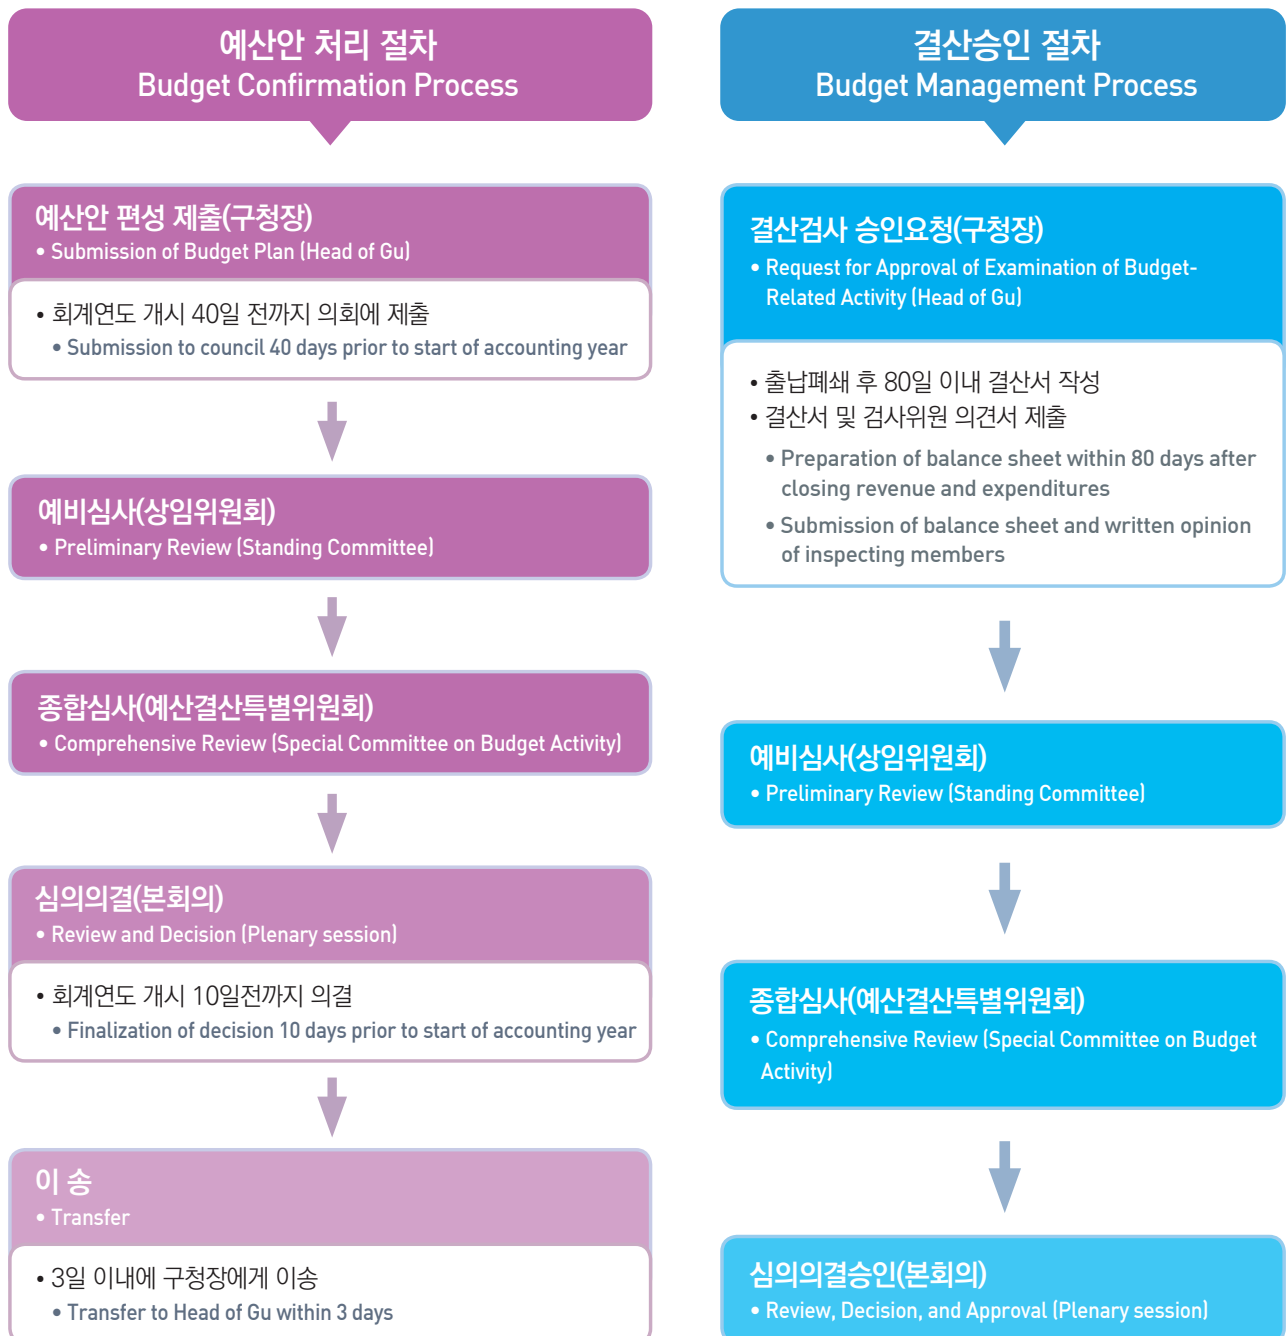 예산안 처리 절차
Budget Confirmation Process
예산안 편성 제출(구청장)
• Submission of Budget Plan (Head of Gu)
• 회계연도 개시 40일 전까지 의회에 제출
• Submission to council 40 days prior to start of accounting year
예비심사(상임위원회)
• Preliminary Review (Standing Committee)
종합심사(예산결산특별위원회)
• Comprehensive Review (Special Committee on Budget Activity)
심의의결(본회의)
• Review and Decision (Plenary session)
• 회계연도 개시 10일전까지 의결
• Finalization of decision 10 days prior to start of accounting year
이 송
• Transfer
• 3일 이내에 구청장에게 이송
• Transfer to Head of Gu within 3 days
결산승인 절차
Budget Management Process
결산검사 승인요청(구청장)
• Request for Approval of Examination of Budget-
Related Activity (Head of Gu)
• 출납폐쇄 후 80일 이내 결산서 작성
• 결산서 및 검사위원 의견서 제출
• Preparation of balance sheet within 80 days after
closing revenue and expenditures
• Submission of balance sheet and written opinion
of inspecting members
예비심사(상임위원회)
• Preliminary Review (Standing Committee)
종합심사(예산결산특별위원회)
• Comprehensive Review (Special Committee on Budget
Activity)
심의의결승인(본회의)
• Review, Decision, and Approval (Plenary session)